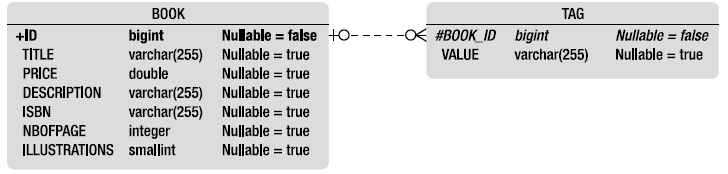 BOOK
+ID bigint Nullable = false
TITLE varchar(255) Nullable = true
PRICE double Nullable = true
DESCRIPTION varchar(255) Nullable = true
ISBN varchar(255) Nullable = true
NBOFPAGE integer Nullable = true
ILLUSTRATIONS smallint Nullable = true
TAG
#BOOK_ID bigint Nullable = false
VALUE varchar(255) Nullable = true